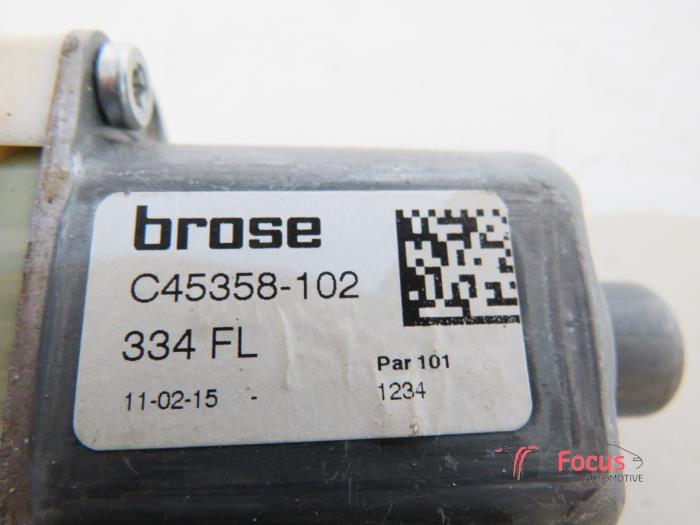 brose
C45358-102
334 FL
Par 101
11-02-15 -
1234
Focus
AUTOMOTIVE